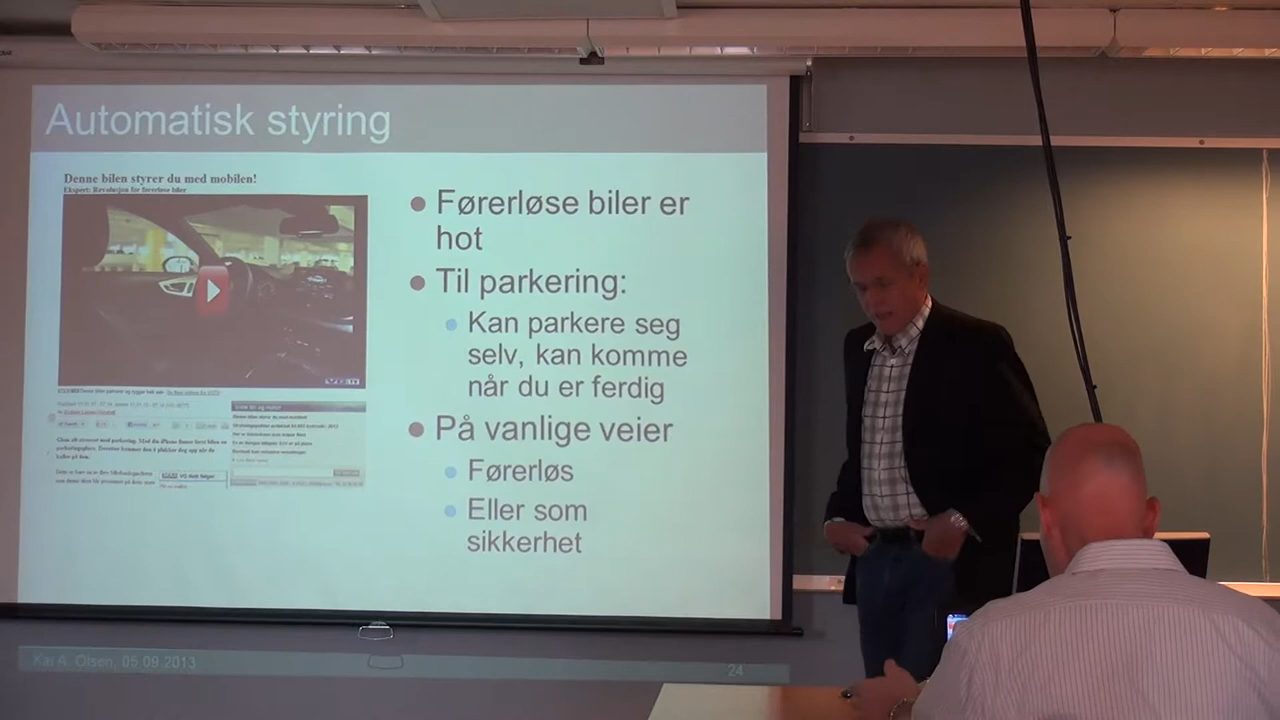 Automatisk styring
Denne bilen styrer du med mobilen!
Ekspert: Revolusjon for førerløse biler
Førerløse biler er
hot
Til parkering:
Kan parkere seg
selv, kan komme
når du er ferdig
På vanlige veier
Førerløs
Eller som
sikkerhet
Kai A. Olsen, 05.09.2013
24